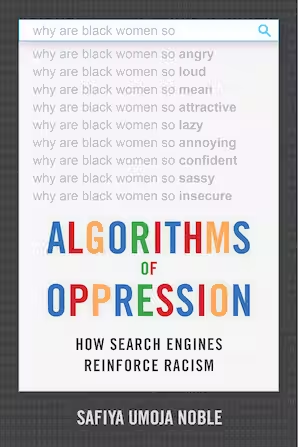 why are black women so
why are black women so angry
why are black women so loud
why are black women so mean
why are black women so attractive
why are black women so lazy
why are black women so annoying
why are black women so confident
why are black women so sassy
why are black women so insecure
ALGORITHMS
OF
OPPRESSION
HOW SEARCH ENGINES
REINFORCE RACISM
SAFIYA UMOJA NOBLE